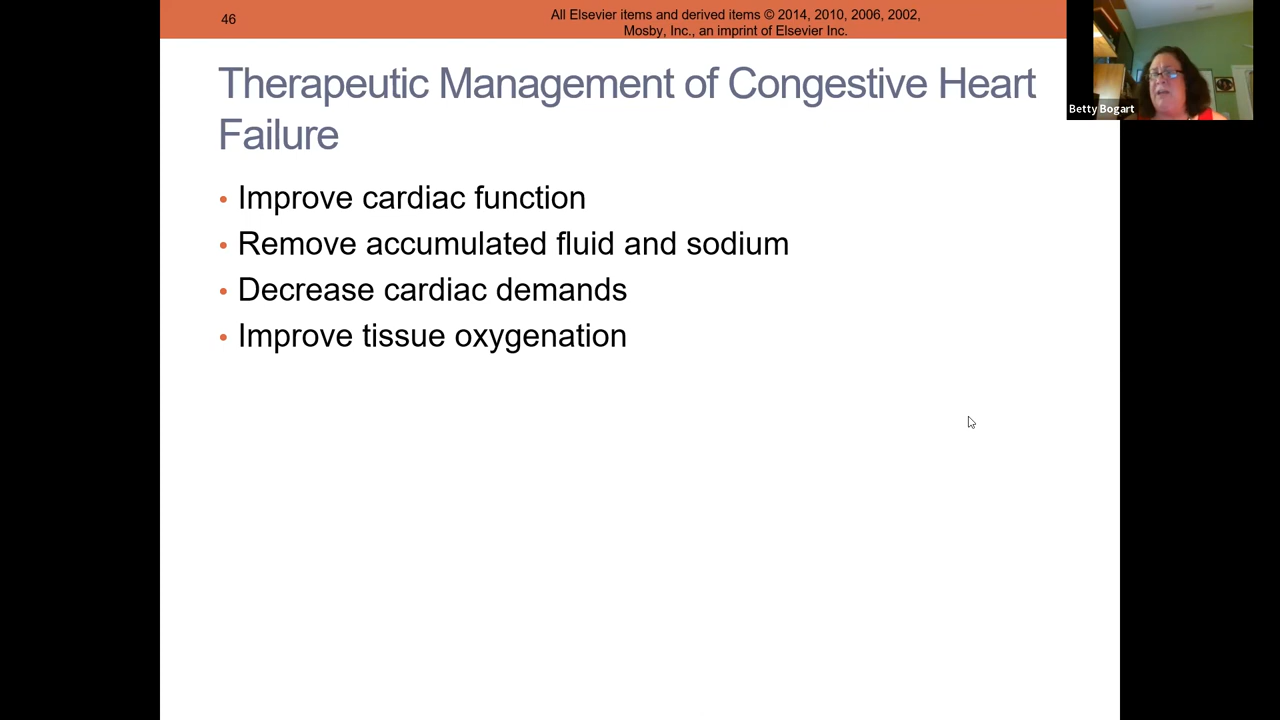 46
All Elsevier items and derived items © 2014, 2010, 2006, 2002,
Mosby, Inc., an imprint of Elsevier Inc.
Therapeutic Management of Congestive Heart
Failure
• Improve cardiac function
• Remove accumulated fluid and sodium
• Decrease cardiac demands
• Improve tissue oxygenation
Betty Bogart